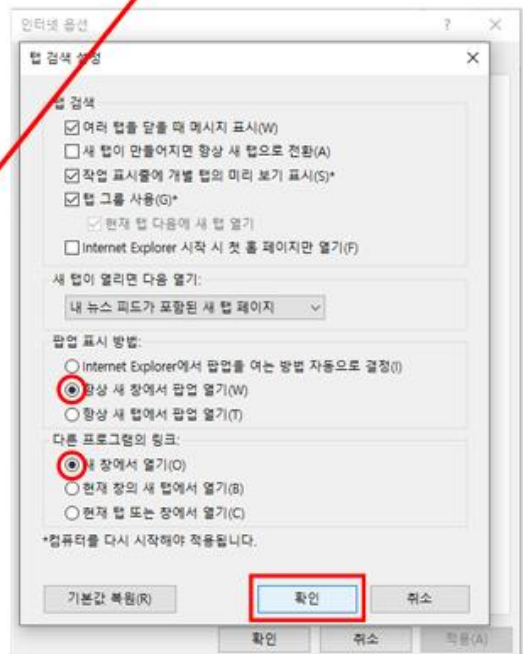 인터넷 옵션 ? ×
탭 검색 설정 ×
탭 검색
여러 탭을 닫을 때 메시지 표시(W)
새 탭이 만들어지면 항상 새 탭으로 전환(A)
작업 표시줄에 개별 탭의 미리 보기 표시(S)*
탭 그룹 사용(G)*
현재 탭 다음에 새 탭 열기
Internet Explorer 시작 시 첫 홈 페이지만 열기(F)
새 탭이 열리면 다음 열기:
내 뉴스 피드가 포함된 새 탭 페이지
팝업 표시 방법:
Internet Explorer에서 팝업을 여는 방법 자동으로 결정(I)
항상 새 창에서 팝업 열기(W)
항상 새 탭에서 팝업 열기(T)
다른 프로그램의 링크:
새 창에서 열기(O)
현재 창의 새 탭에서 열기(B)
현재 탭 또는 창에서 열기(C)
*컴퓨터를 다시 시작해야 적용됩니다.
기본값 복원(R) 확인 취소
확인 취소 적용(A)